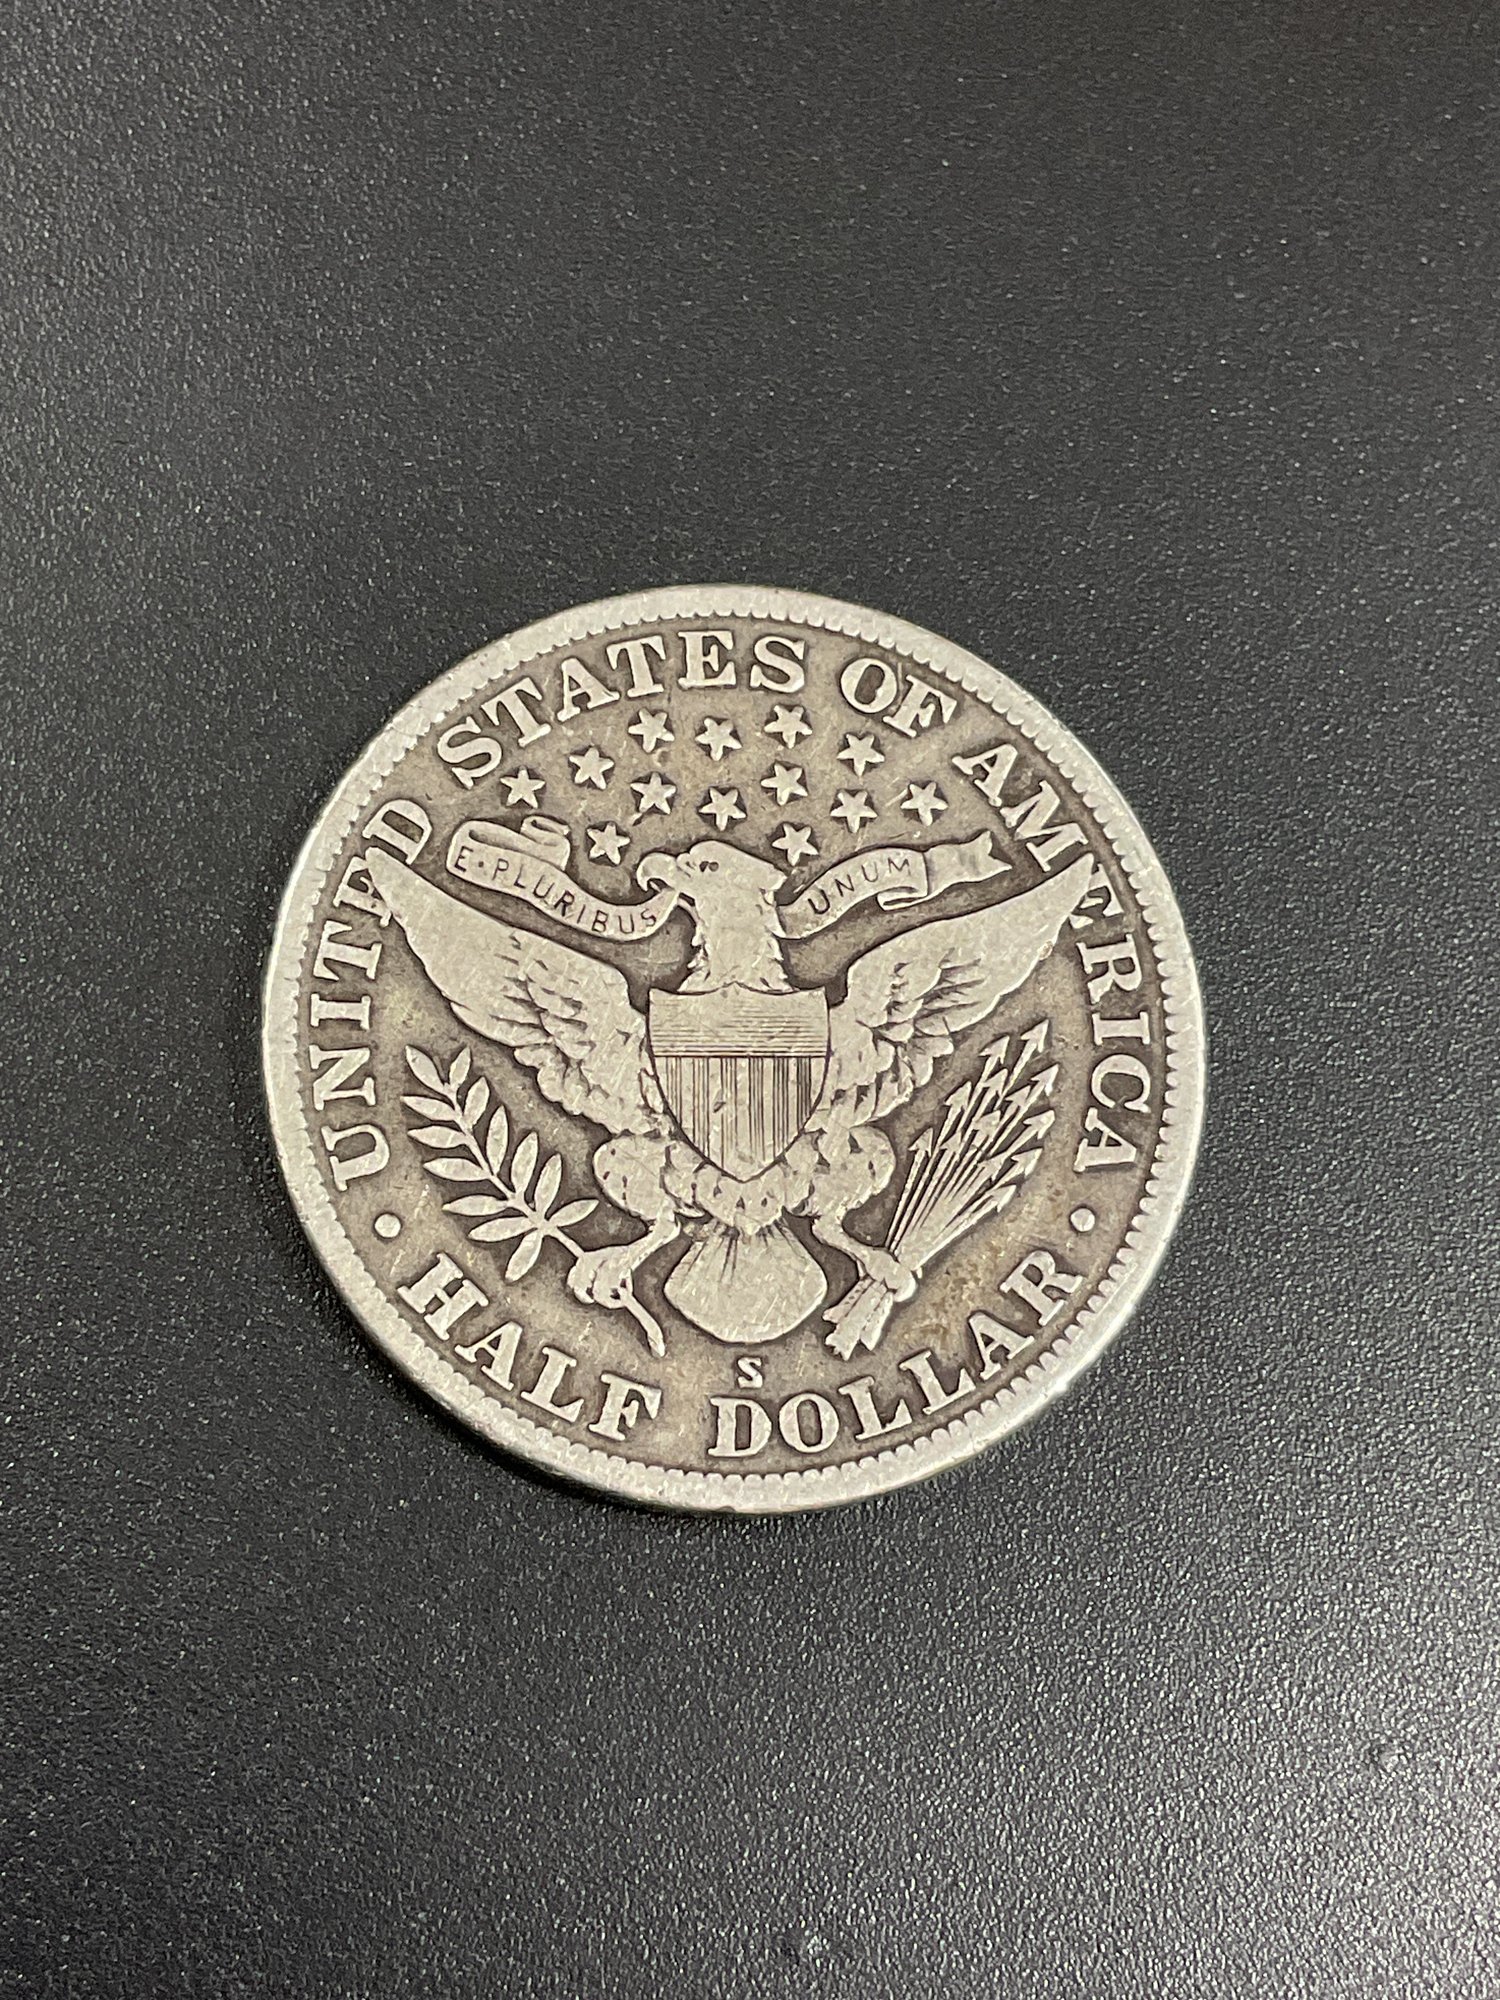 UNITED STATES OF AMERICA
E·PLURIBUS UNUM
S
· HALF DOLLAR ·